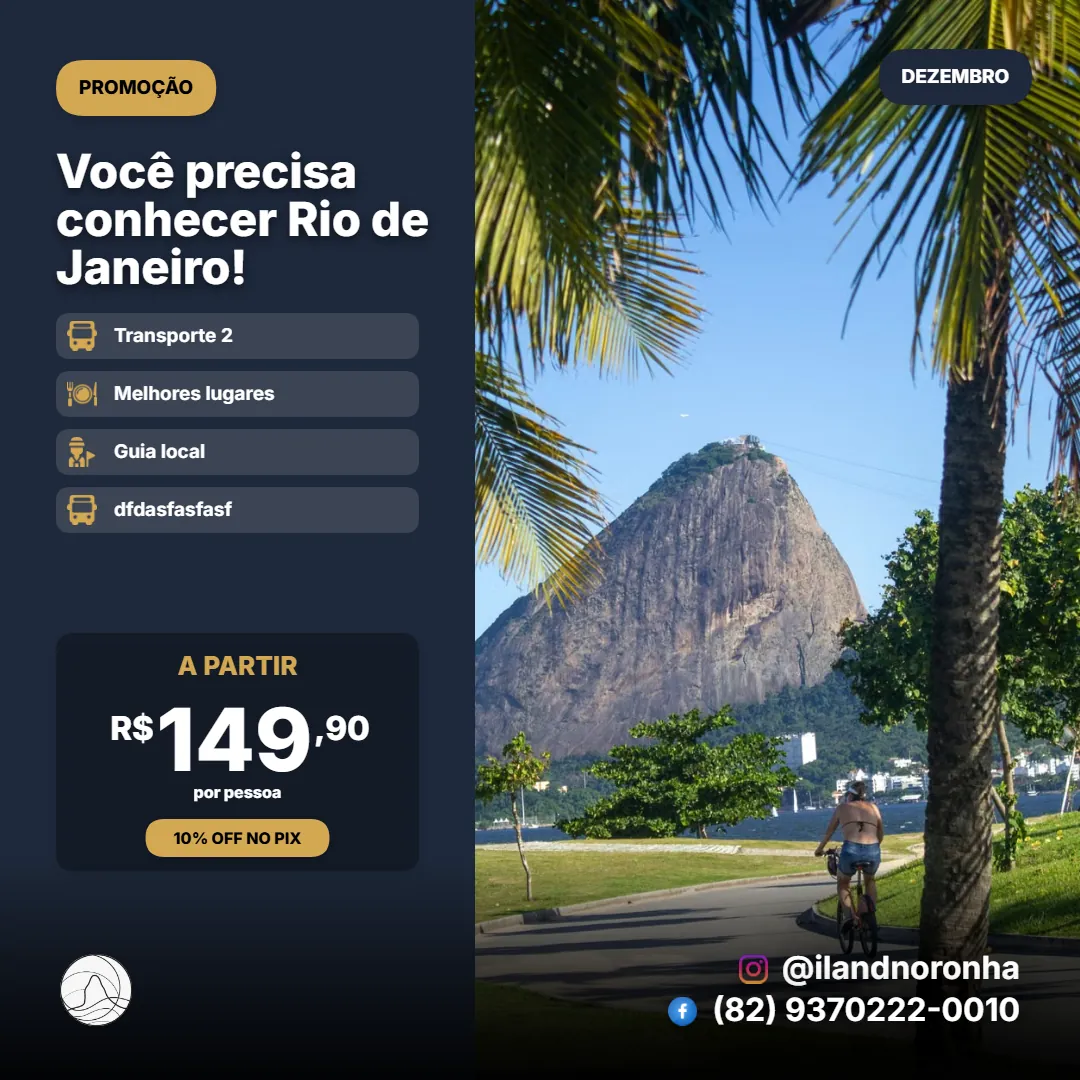 PROMOÇÃO
DEZEMBRO
Você precisa
conhecer Rio de
Janeiro!
Transporte 2
Melhores lugares
Guia local
dfdasfasfasf
A PARTIR
R$149,90
por pessoa
10% OFF NO PIX
@ilandnoronha
(82) 9370222-0010